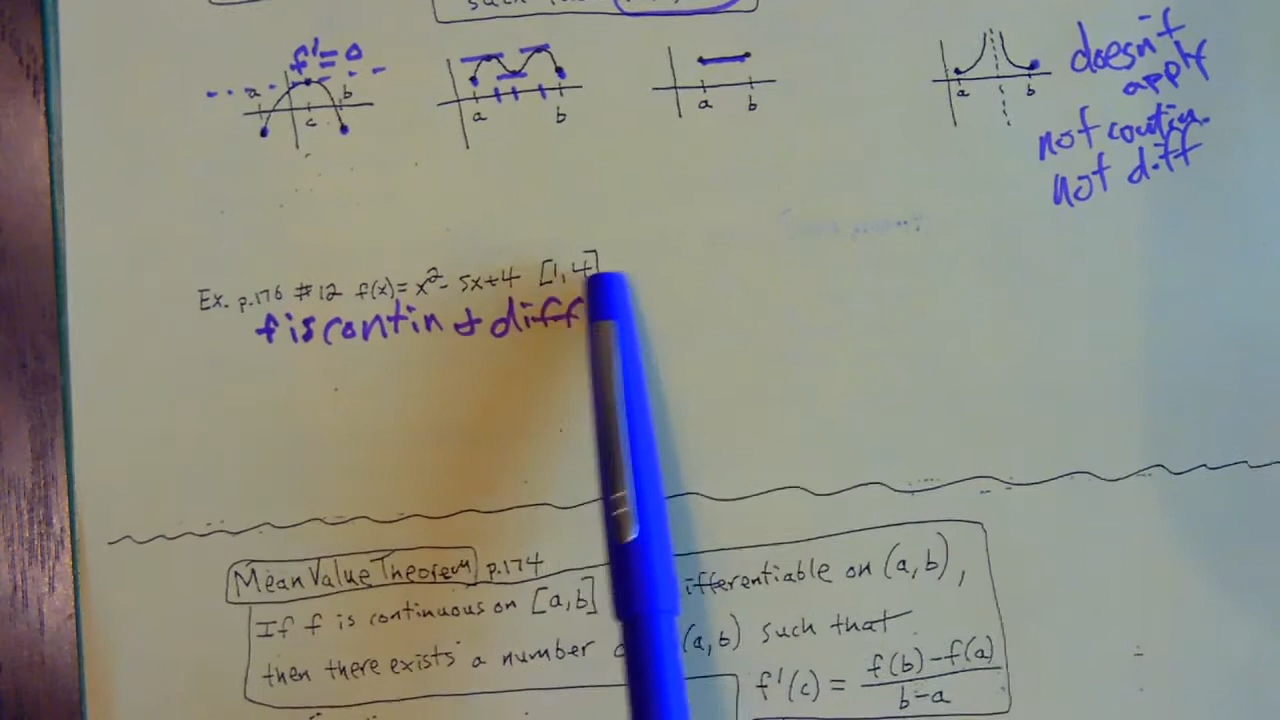 such
f'= 0
a b
c
a b
a b
a b
doesn't
apply
not contin.
not diff
Ex. p.176 #12 f(x)= x²- 5x+4 [1,4]
f is contin & diff
Mean Value Theorem p.174
If f is continuous on [a,b] ifferentiable on (a,b),
then there exists a number (a,b) such that
f'(c) = f(b)-f(a) / b-a